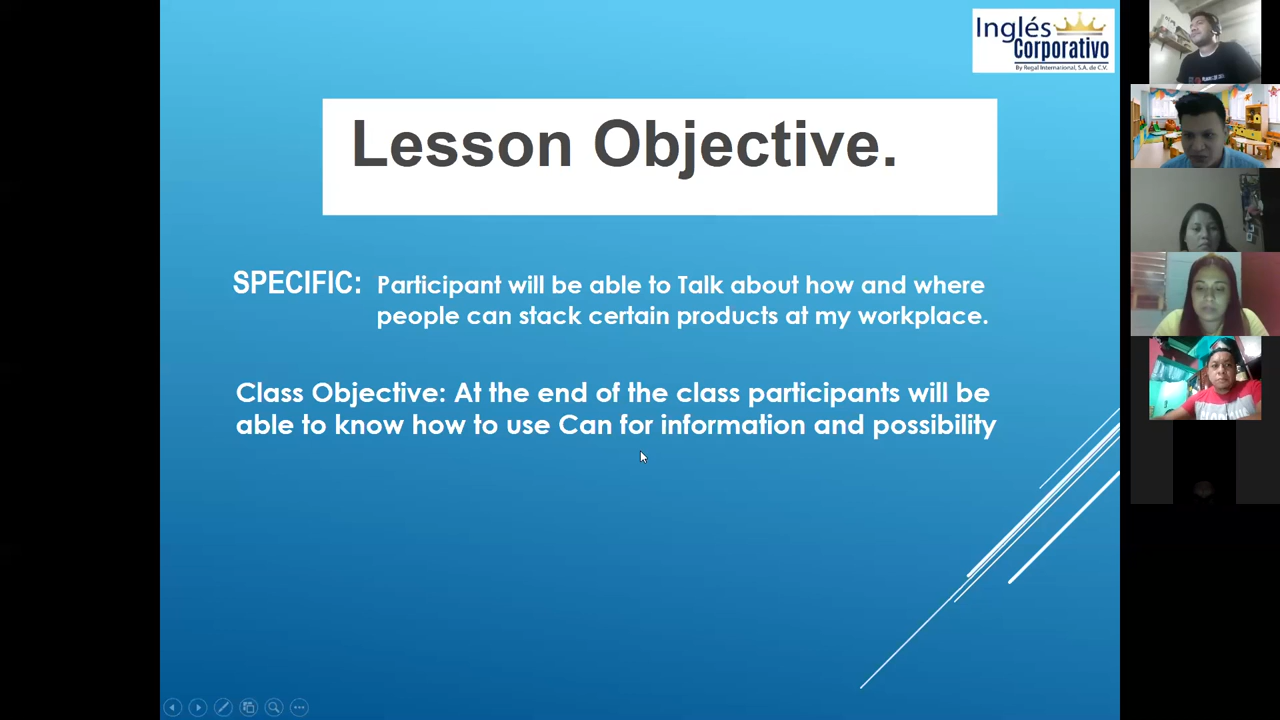 Inglés
Corporativo
By Regal International, S.A. de C.V.
Lesson Objective.
SPECIFIC: Participant will be able to Talk about how and where
people can stack certain products at my workplace.
Class Objective: At the end of the class participants will be
able to know how to use Can for information and possibility